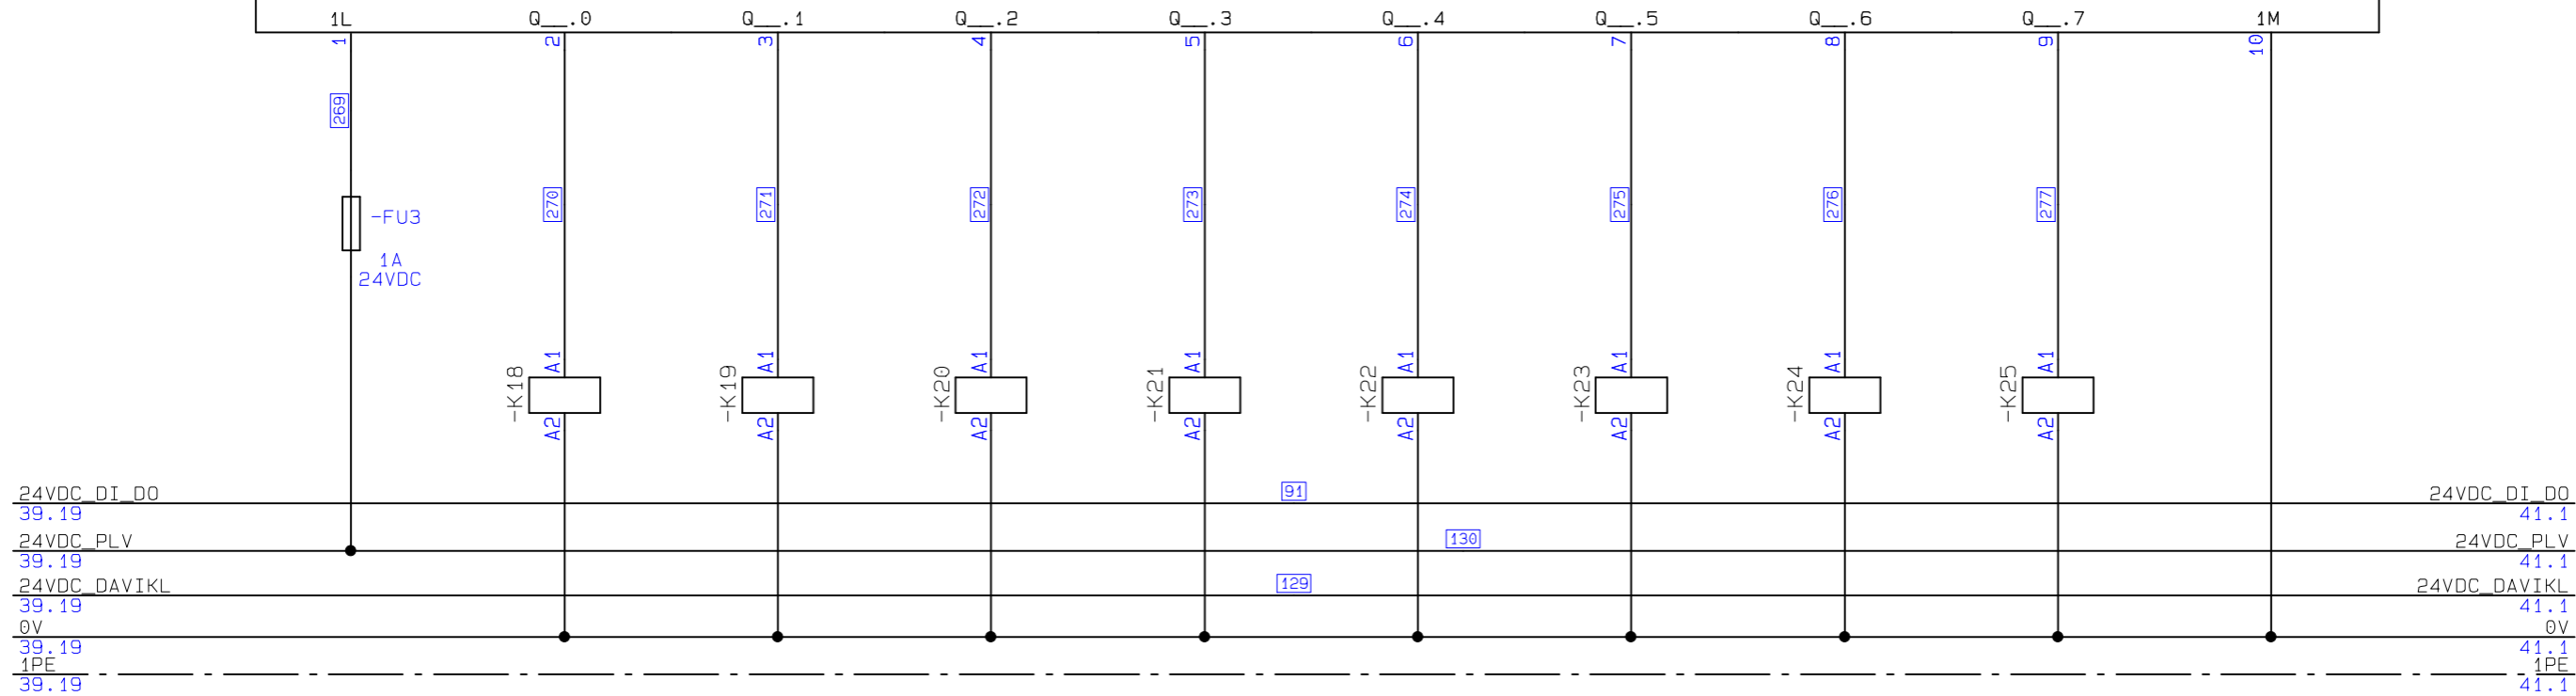 1L Q__.0 Q__.1 Q__.2 Q__.3 Q__.4 Q__.5 Q__.6 Q__.7 1M
1 2 3 4 5 6 7 8 9 10
269
270 271 272 273 274 275 276 277
-FU3
1A
24VDC
A1 A1 A1 A1 A1 A1 A1 A1
-K18 -K19 -K20 -K21 -K22 -K23 -K24 -K25
A2 A2 A2 A2 A2 A2 A2 A2
24VDC_DI_DO 91 24VDC_DI_DO
39.19 41.1
24VDC_PLV 130 24VDC_PLV
39.19 41.1
24VDC_DAVIKL 129 24VDC_DAVIKL
39.19 41.1
0V 0V
39.19 41.1
1PE 1PE
39.19 41.1